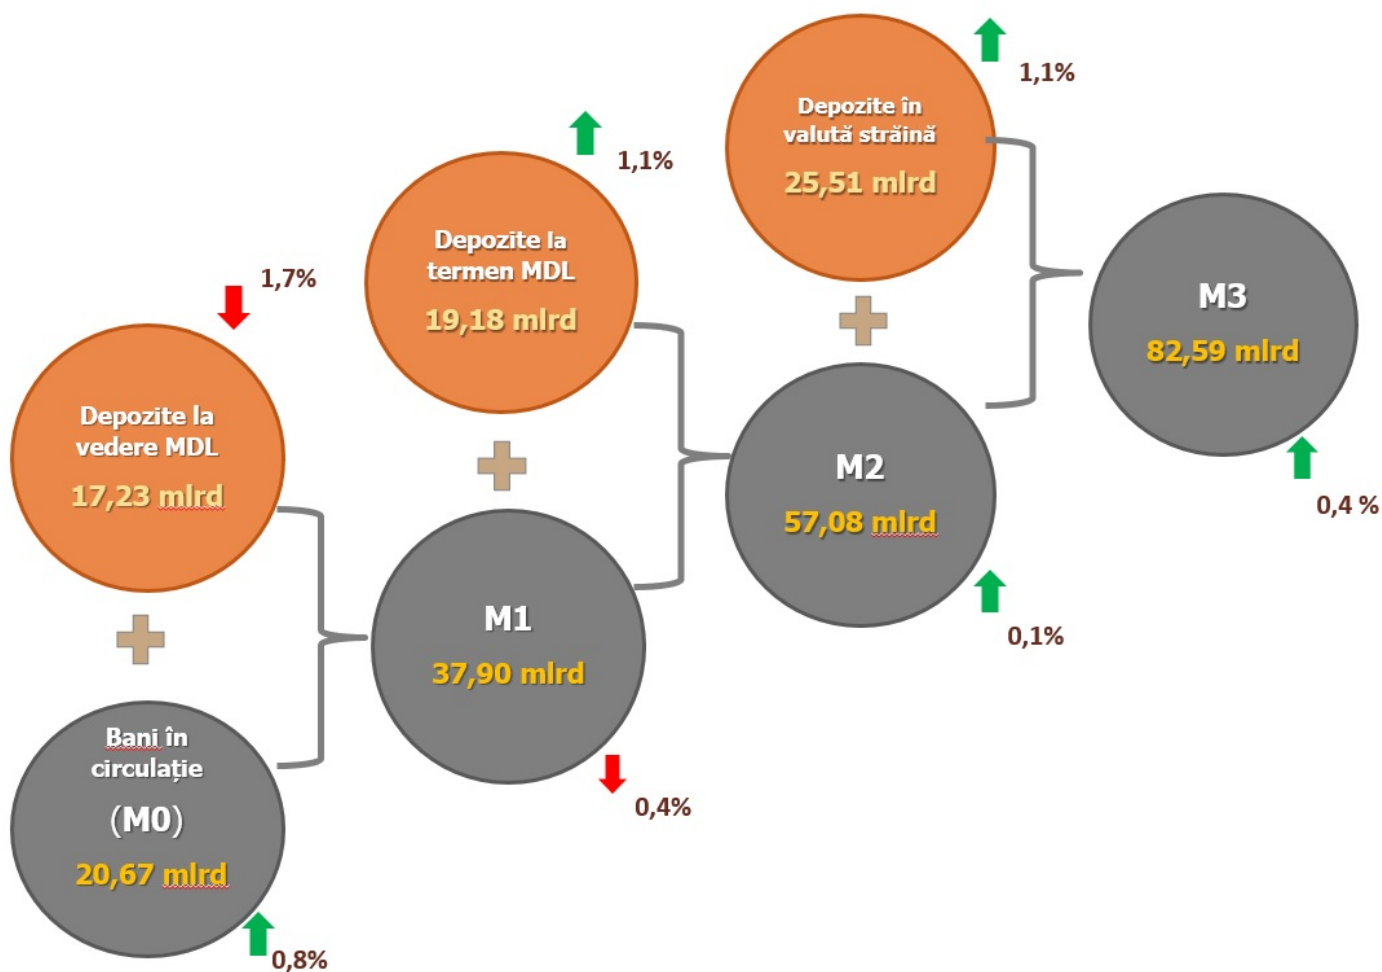 1,1%
Depozite în
valută străină
25,51 mlrd
1,1%
Depozite la
termen MDL
19,18 mlrd
1,7%
M3
82,59 mlrd
Depozite la
vedere MDL
17,23 mlrd
M2
57,08 mlrd
0,4 %
M1
37,90 mlrd
0,1%
Bani în
circulație
(M0)
20,67 mlrd
0,4%
0,8%